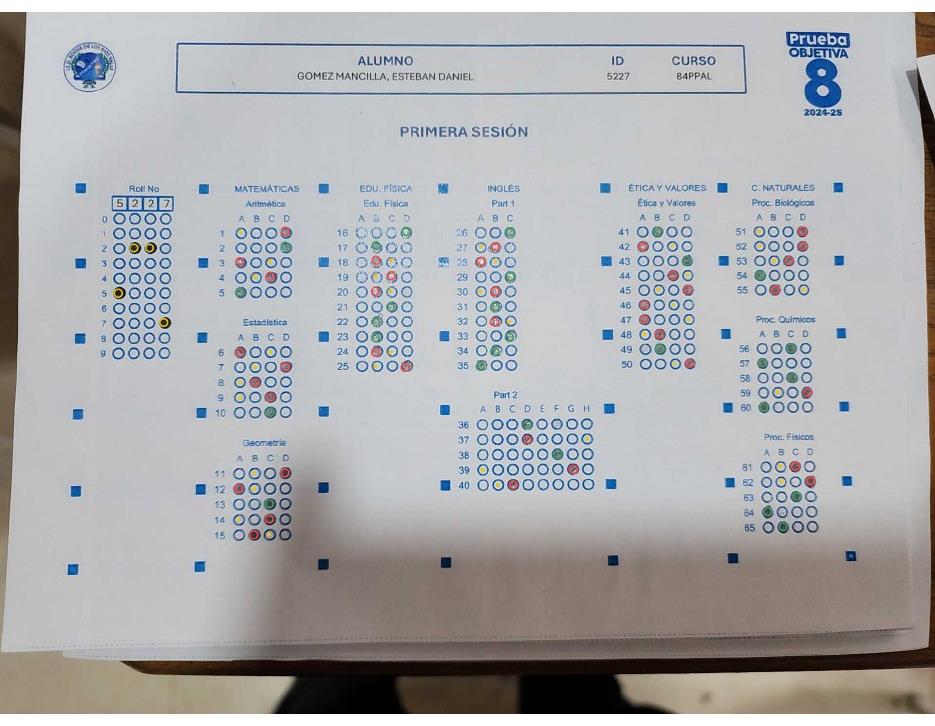 Prueba
OBJETIVA
8
2024-25
ALUMNO ID CURSO
GOMEZ MANCILLA, ESTEBAN DANIEL 5227 84PPAL
PRIMERA SESIÓN
Roll No
5 2 2 7
0
1
2
3
4
5
6
7
8
9
MATEMÁTICAS
Aritmética
A B C D
1
2
3
4
5
Estadística
A B C D
6
7
8
9
10
Geometría
A B C D
11
12
13
14
15
EDU. FÍSICA
Edu. Física
A B C D
16
17
18
19
20
21
22
23
24
25
INGLÉS
Part 1
A B C
26
27
28
29
30
31
32
33
34
35
Part 2
A B C D E F G H
36
37
38
39
40
ÉTICA Y VALORES
Ética y Valores
A B C D
41
42
43
44
45
46
47
48
49
50
C. NATURALES
Proc. Biológicos
A B C D
51
52
53
54
55
Proc. Químicos
A B C D
56
57
58
59
60
Proc. Físicos
A B C D
61
62
63
64
65